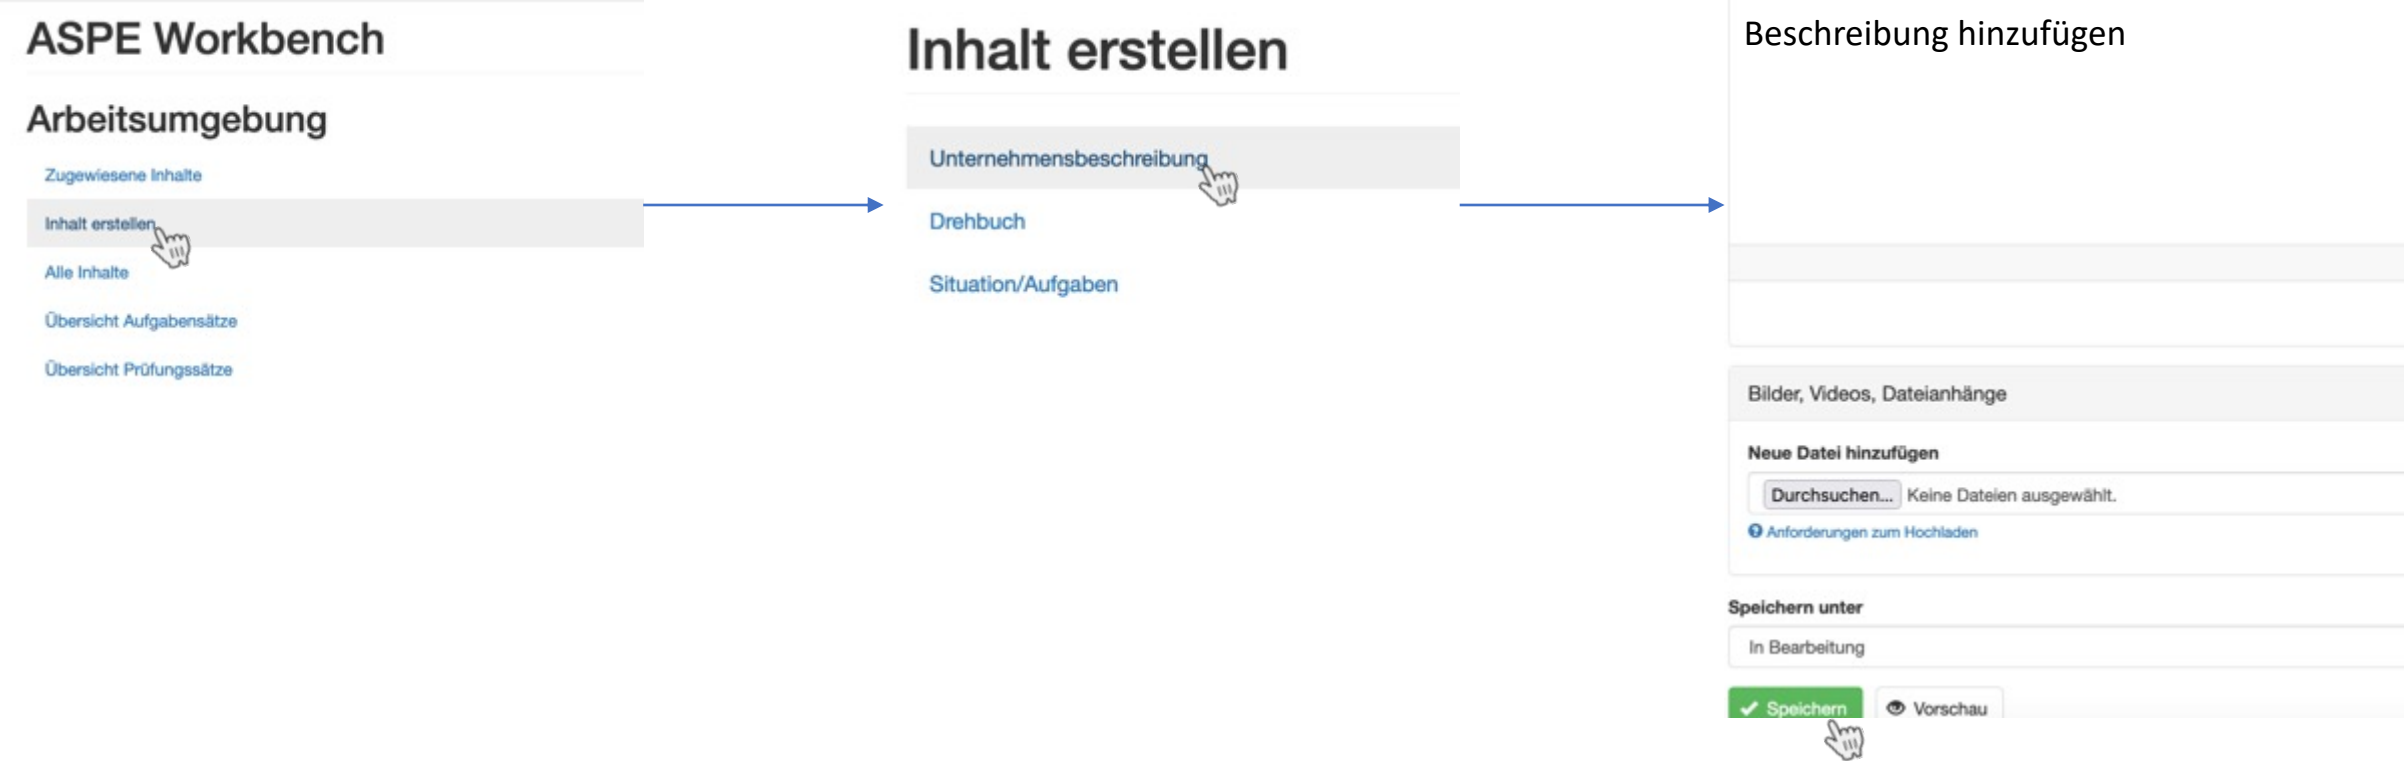 ASPE Workbench
Arbeitsumgebung
Zugewiesene Inhalte
Inhalt erstellen
Alle Inhalte
Übersicht Aufgabensätze
Übersicht Prüfungssätze
Inhalt erstellen
Unternehmensbeschreibung
Drehbuch
Situation/Aufgaben
Beschreibung hinzufügen
Bilder, Videos, Dateianhänge
Neue Datei hinzufügen
Durchsuchen... Keine Dateien ausgewählt.
Anforderungen zum Hochladen
Speichern unter
In Bearbeitung
Speichern Vorschau